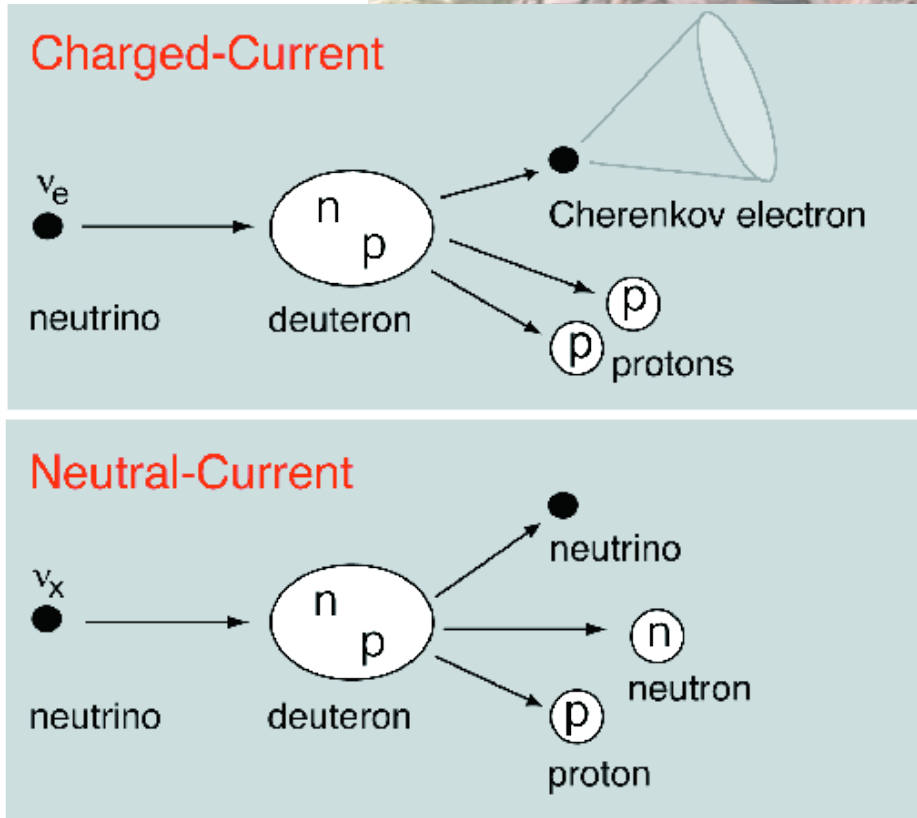 Charged-Current
νe
n
p
Cherenkov electron
neutrino
deuteron
p
p
protons
Neutral-Current
νx
n
p
neutrino
n
neutron
neutrino
deuteron
p
proton